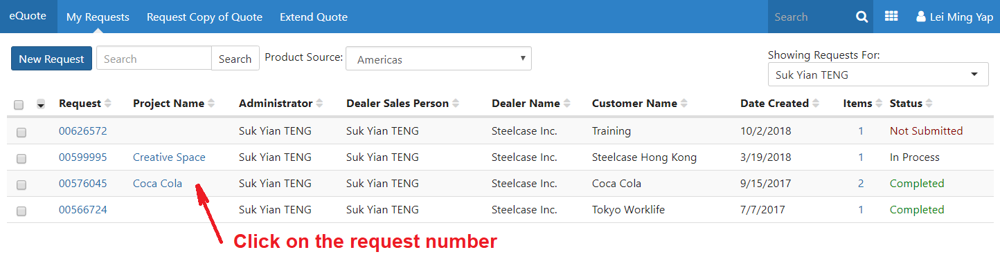 eQuote My Requests Request Copy of Quote Extend Quote Search Lei Ming Yap
New Request Search Search Product Source: Americas
Showing Requests For:
Suk Yian TENG
Request Project Name Administrator Dealer Sales Person Dealer Name Customer Name Date Created Items Status
00626572 Suk Yian TENG Suk Yian TENG Steelcase Inc. Training 10/2/2018 1 Not Submitted
00599995 Creative Space Suk Yian TENG Suk Yian TENG Steelcase Inc. Steelcase Hong Kong 3/19/2018 1 In Process
00576045 Coca Cola Suk Yian TENG Suk Yian TENG Steelcase Inc. Coca Cola 9/15/2017 2 Completed
00566724 Suk Yian TENG Suk Yian TENG Steelcase Inc. Tokyo Worklife 7/7/2017 1 Completed
Click on the request number